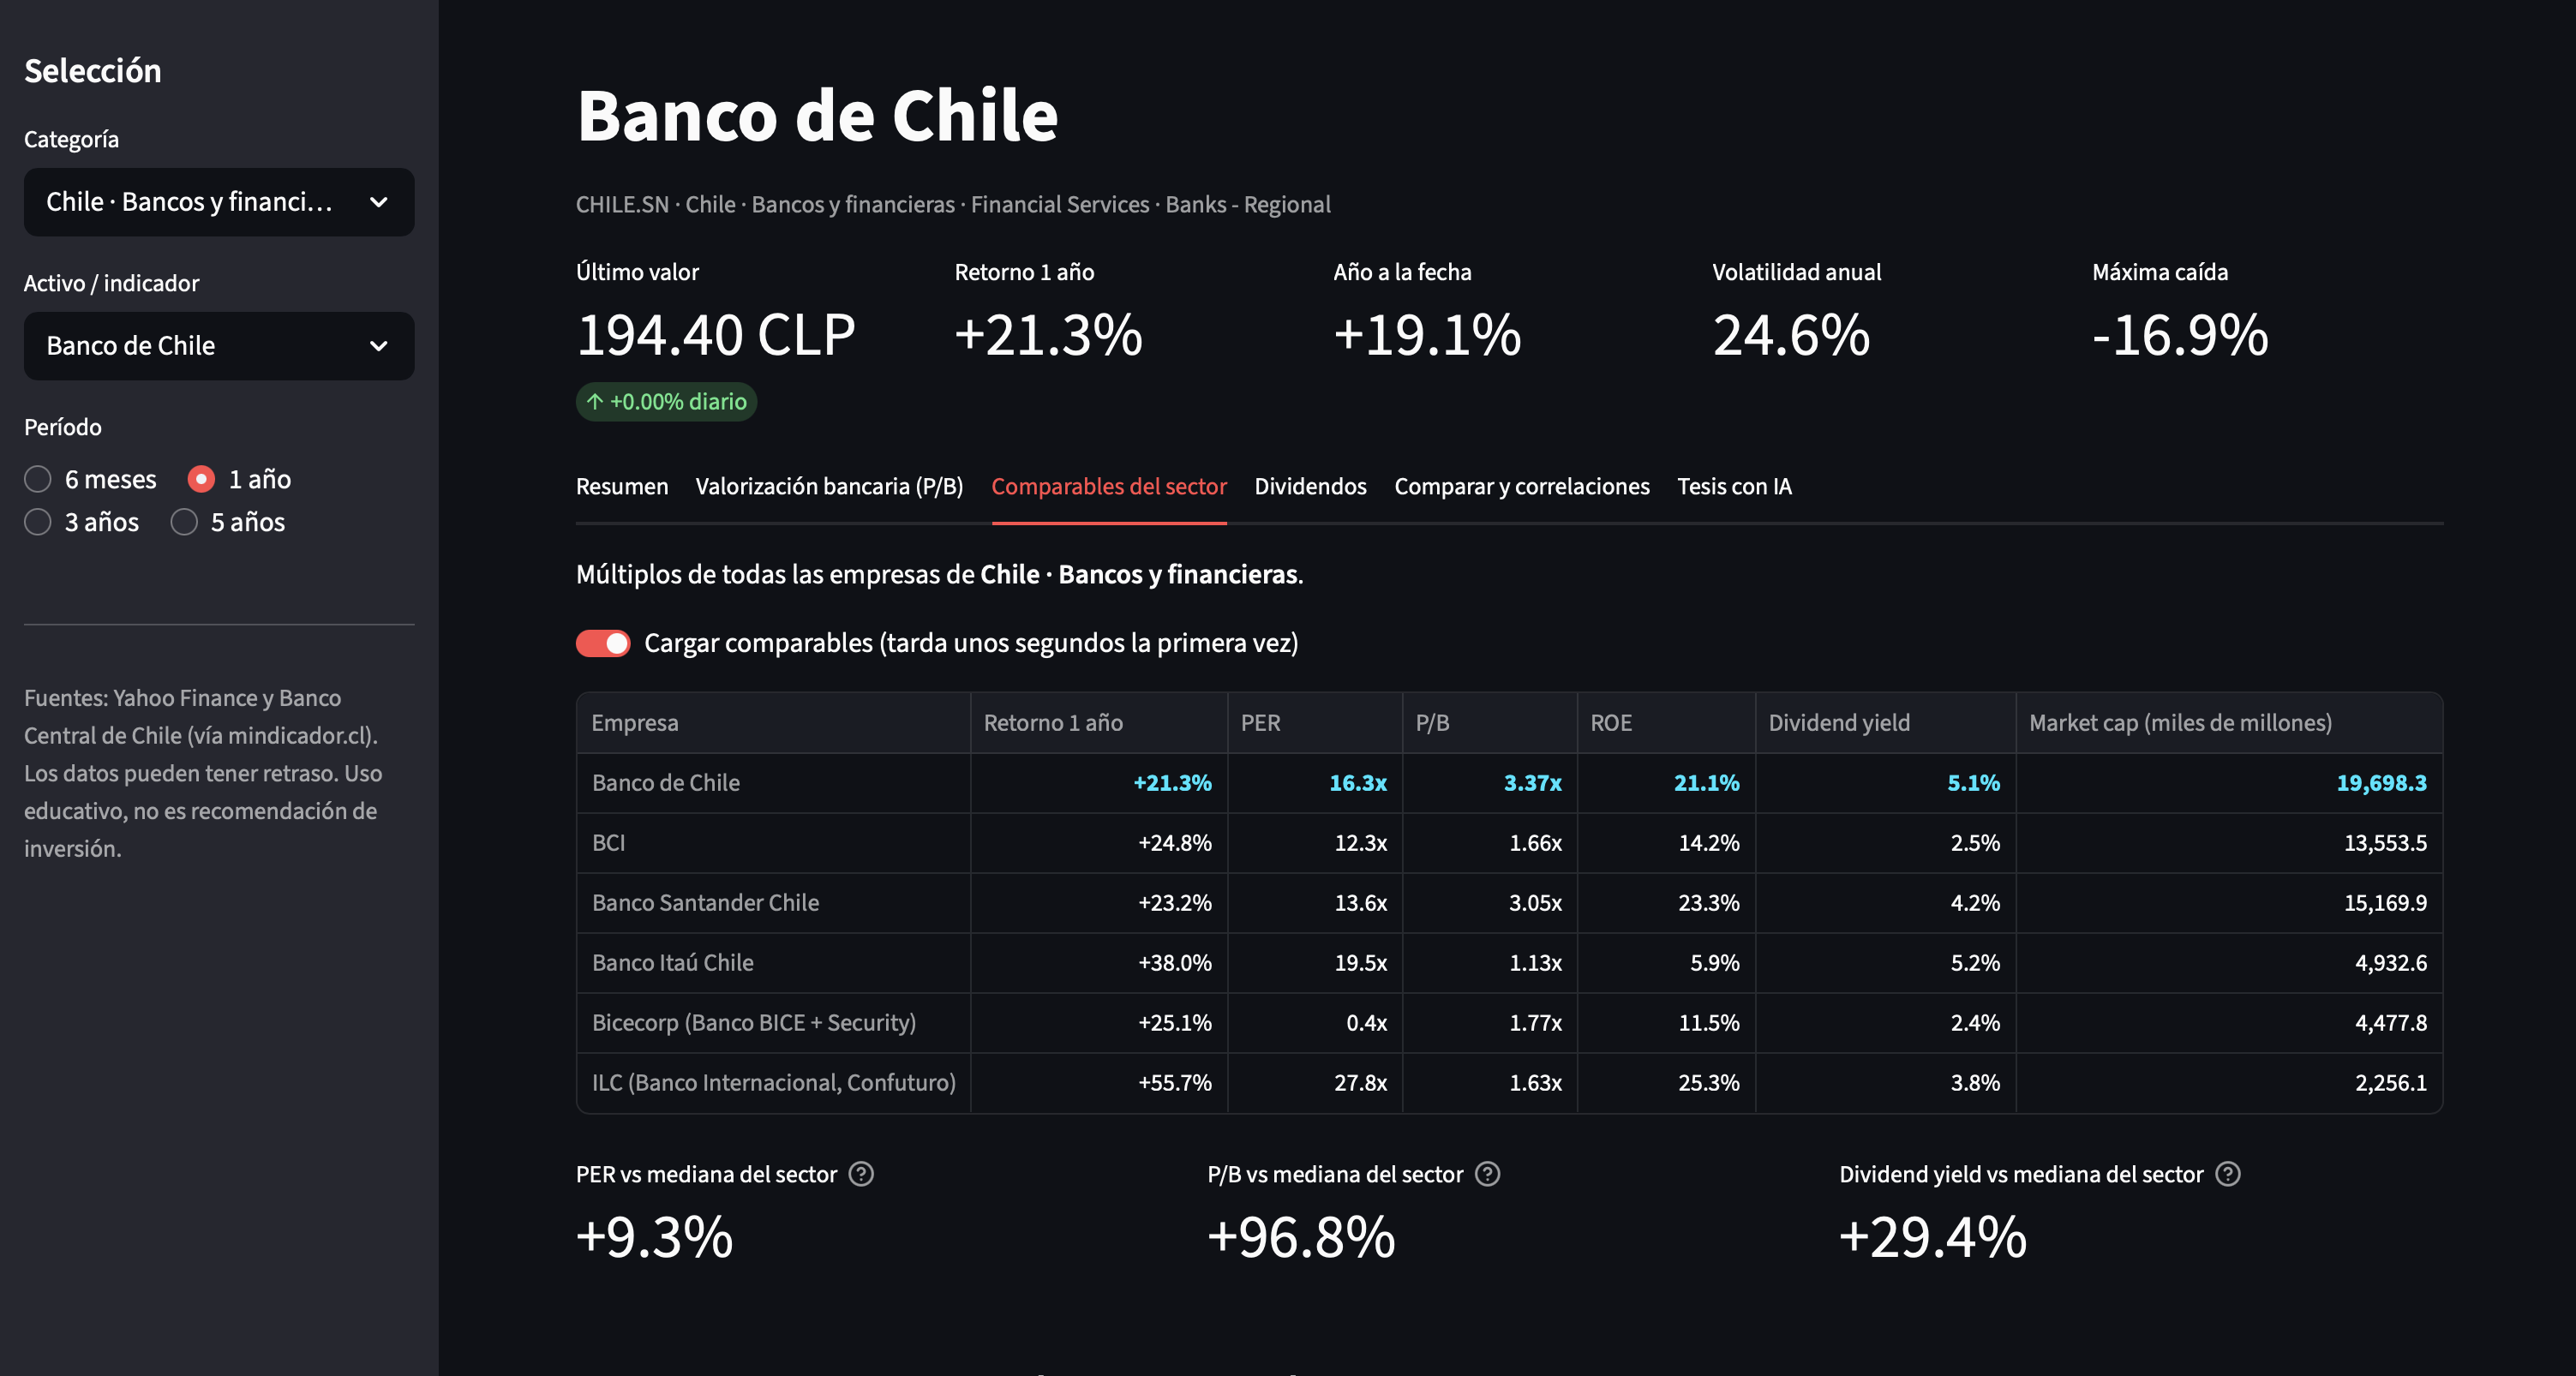 Selección
Categoría
Chile · Bancos y financi...
Activo / indicador
Banco de Chile
Período
6 meses
1 año
3 años
5 años
Fuentes: Yahoo Finance y Banco
Central de Chile (vía mindicador.cl).
Los datos pueden tener retraso. Uso
educativo, no es recomendación de
inversión.
Banco de Chile
CHILE.SN · Chile · Bancos y financieras · Financial Services · Banks - Regional
Último valor
194.40 CLP
↑ +0.00% diario
Retorno 1 año
+21.3%
Año a la fecha
+19.1%
Volatilidad anual
24.6%
Máxima caída
-16.9%
Resumen Valorización bancaria (P/B) Comparables del sector Dividendos Comparar y correlaciones Tesis con IA
Múltiplos de todas las empresas de Chile · Bancos y financieras.
Cargar comparables (tarda unos segundos la primera vez)
Empresa Retorno 1 año PER P/B ROE Dividend yield Market cap (miles de millones)
Banco de Chile +21.3% 16.3x 3.37x 21.1% 5.1% 19,698.3
BCI +24.8% 12.3x 1.66x 14.2% 2.5% 13,553.5
Banco Santander Chile +23.2% 13.6x 3.05x 23.3% 4.2% 15,169.9
Banco Itaú Chile +38.0% 19.5x 1.13x 5.9% 5.2% 4,932.6
Bicecorp (Banco BICE + Security) +25.1% 0.4x 1.77x 11.5% 2.4% 4,477.8
ILC (Banco Internacional, Confuturo) +55.7% 27.8x 1.63x 25.3% 3.8% 2,256.1
PER vs mediana del sector
+9.3%
P/B vs mediana del sector
+96.8%
Dividend yield vs mediana del sector
+29.4%